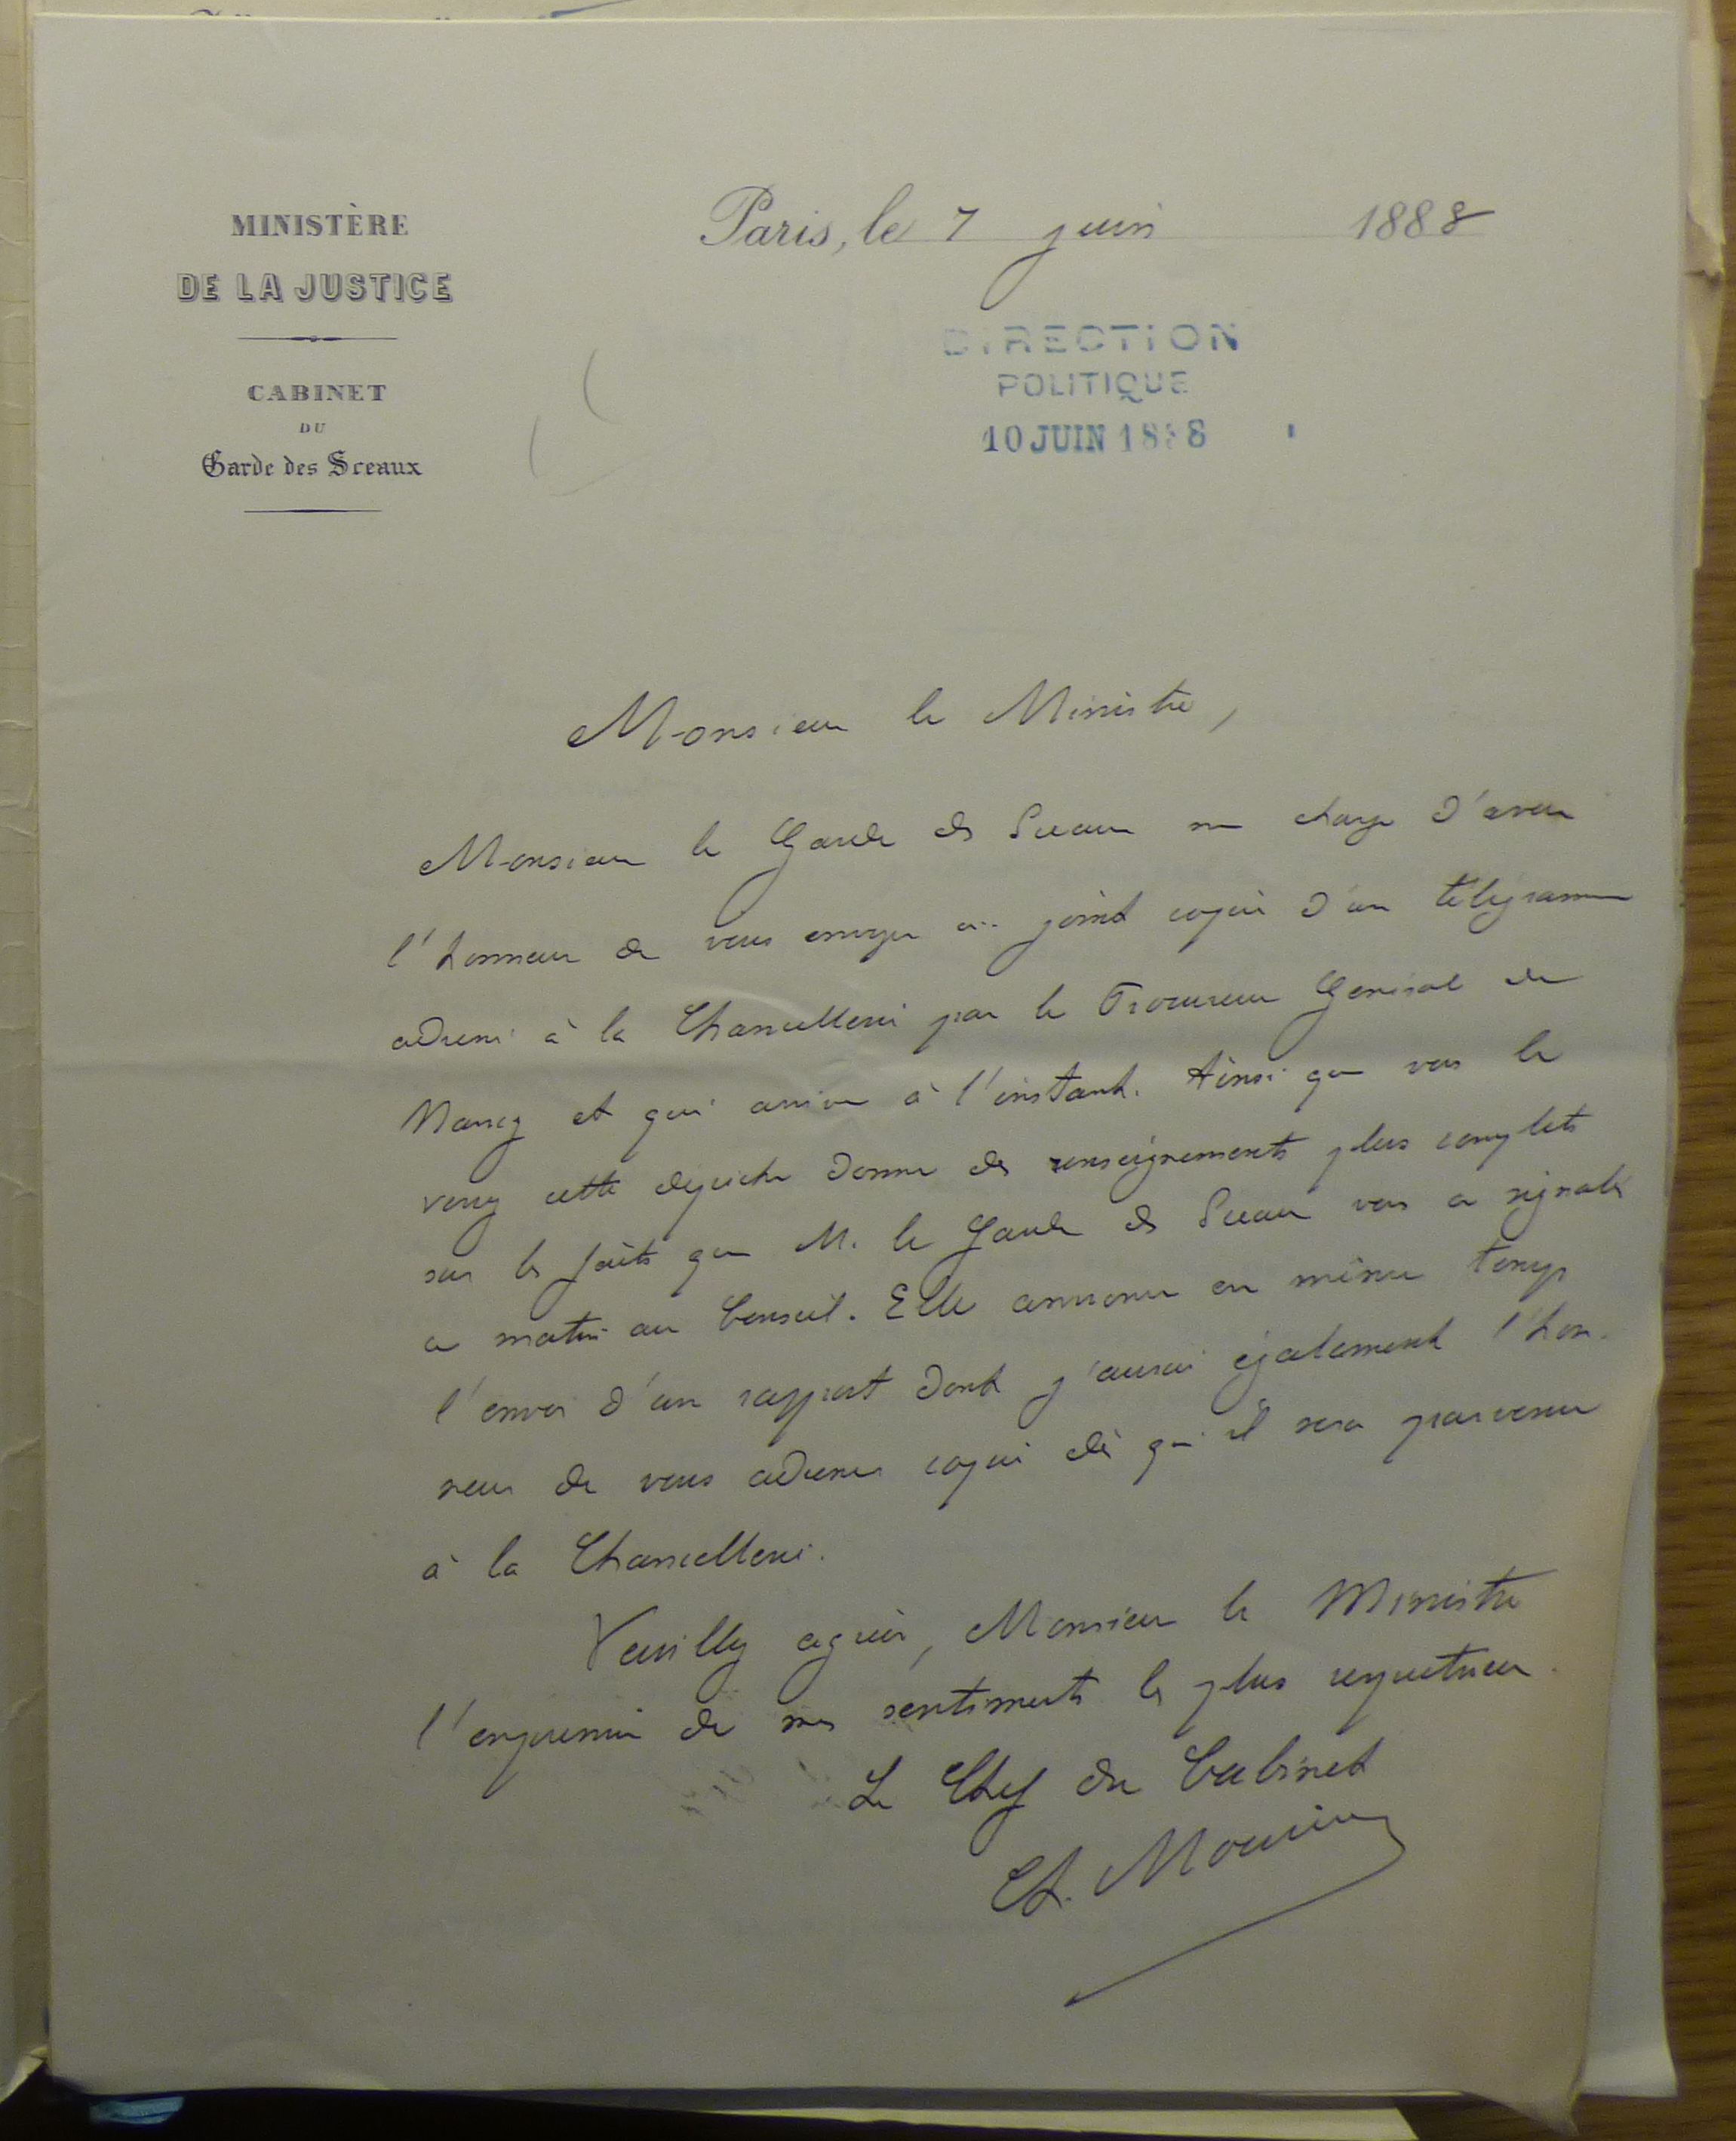 MINISTÈRE
DE LA JUSTICE
CABINET
DU
Garde des Sceaux
Paris, le 7 juin 1888
DIRECTION
POLITIQUE
10 JUIN 1888
Monsieur le Ministre,
Monsieur le Garde des Sceaux me charge d'avoir
l'honneur de vous envoyer ci-joint copie d'un télégramme
adressé à la Chancellerie par le Procureur Général de
Nancy et qui arrive à l'instant. Ainsi que vous le
verrez cette dépêche donne des renseignements plus complets
sur les faits que M. le Garde des Sceaux vous a signalés
ce matin au Conseil. Elle annonce en même temps
l'envoi d'un rapport dont j'aurai également l'hon-
neur de vous adresser copie dès qu'il sera parvenu
à la Chancellerie.
Veuillez agréer, Monsieur le Ministre
l'expression de mes sentiments les plus respectueux.
Le Chef du Cabinet
Ch.